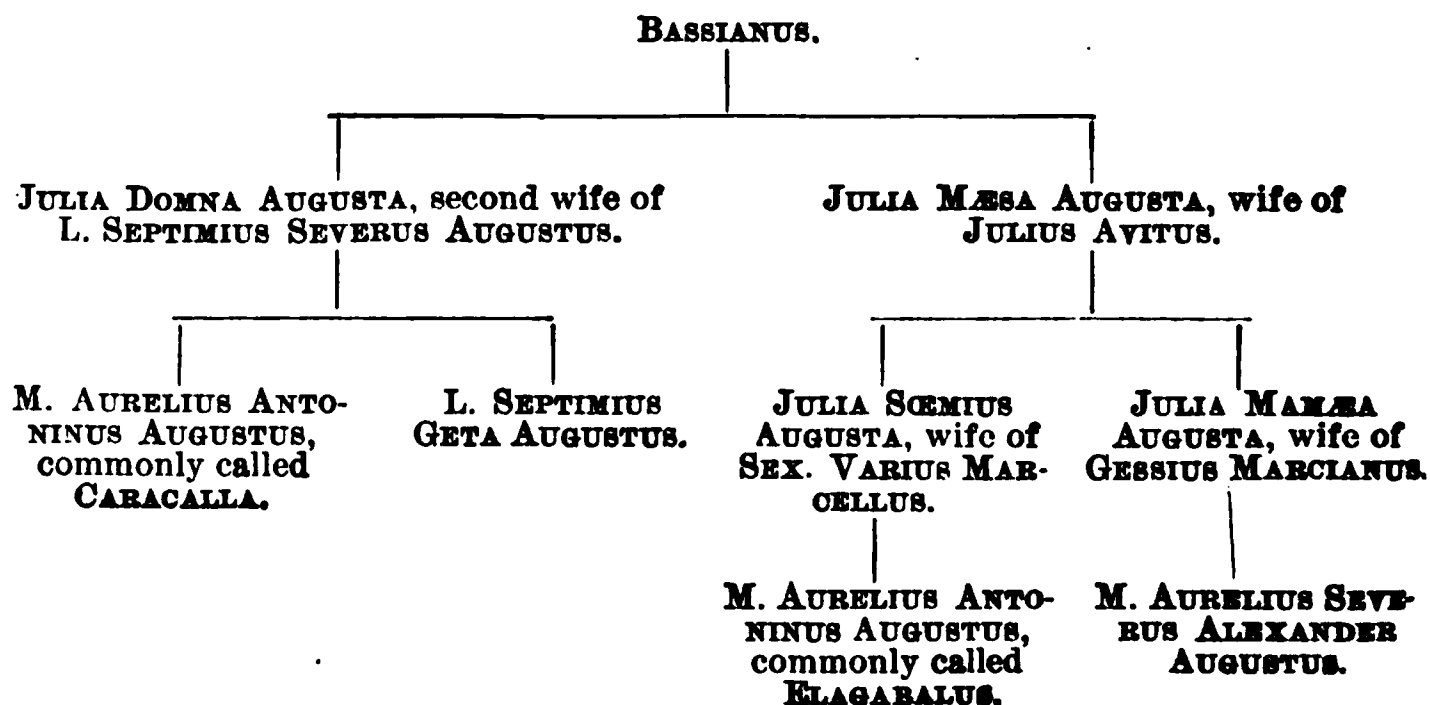 BASSIANUS.
JULIA DOMNA AUGUSTA, second wife of
L. SEPTIMIUS SEVERUS AUGUSTUS.
JULIA MÆSA AUGUSTA, wife of
JULIUS AVITUS.
M. AURELIUS ANTO-
NINUS AUGUSTUS,
commonly called
CARACALLA.
L. SEPTIMIUS
GETA AUGUSTUS.
JULIA SŒMIUS
AUGUSTA, wife of
SEX. VARIUS MAR-
CELLUS.
JULIA MAMÆA
AUGUSTA, wife of
GESSIUS MARCIANUS.
M. AURELIUS ANTO-
NINUS AUGUSTUS,
commonly called
ELAGABALUS.
M. AURELIUS SEVE-
RUS ALEXANDER
AUGUSTUS.